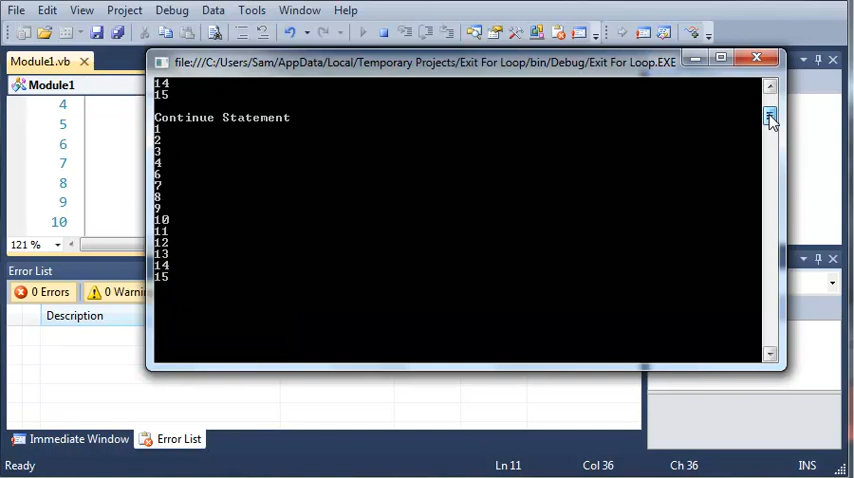 File Edit View Project Debug Data Tools Window Help
Module1.vb
file:///C:/Users/Sam/AppData/Local/Temporary Projects/Exit For Loop/bin/Debug/Exit For Loop.EXE
Module1
4
5
6
7
8
9
10
121 %
14
15
Continue Statement
1
2
3
4
6
7
8
9
10
11
12
13
14
15
Error List
0 Errors
0 Warnin
Description
Immediate Window
Error List
Ready
Ln 11
Col 36
Ch 36
INS